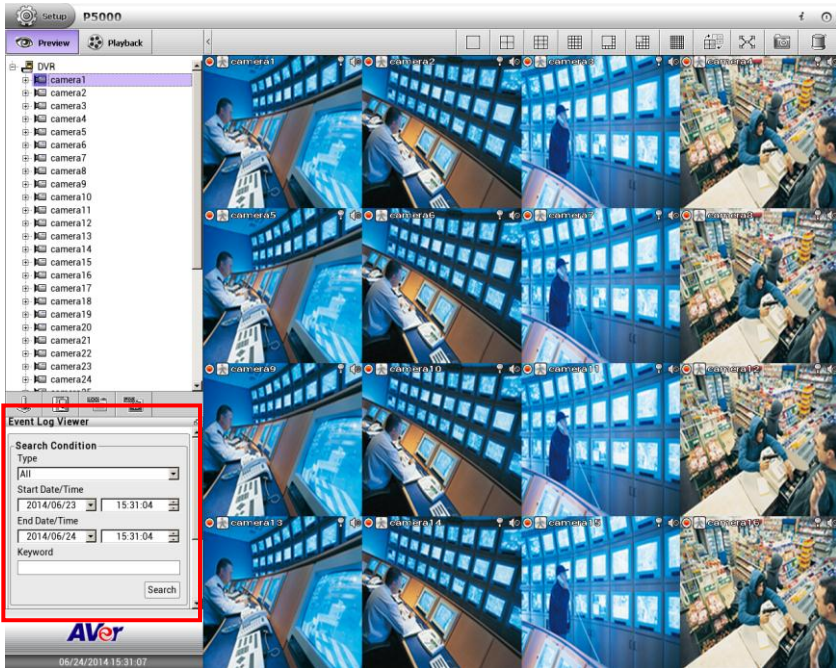 Setup P5000
Preview Playback <
DVR
camera1
camera2
camera3
camera4
camera5
camera6
camera7
camera8
camera9
camera10
camera11
camera12
camera13
camera14
camera15
camera16
camera17
camera18
camera19
camera20
camera21
camera22
camera23
camera24
Event Log Viewer
Search Condition
Type
All
Start Date/Time
2014/06/23 15:31:04
End Date/Time
2014/06/24 15:31:04
Keyword
Search
AVer
06/24/2014 15:31:07
camera1 camera2 camera3 camera4
camera5 camera6 camera7 camera8
camera9 camera10 camera11 camera12
camera13 camera14 camera15 camera16